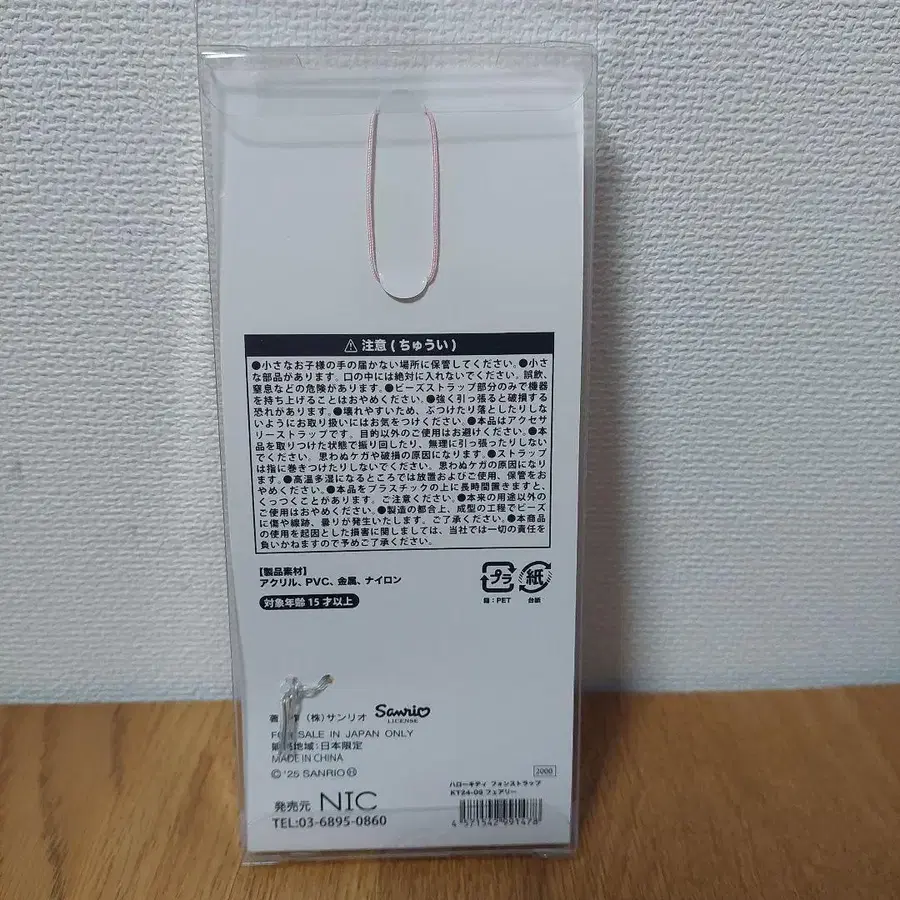 ⚠ 注意 ( ちゅうい )
●小さなお子様の手の届かない場所に保管してください。●小さ
な部品があります。口の中には絶対に入れないでください。誤飲、
窒息などの危険があります。●ビーズストラップ部分のみで機器
を持ち上げることはおやめください。●強く引っ張ると破損する
恐れがあります。●壊れやすいため、ぶつけたり落としたりしな
いようにお取り扱いにはお気をつけください。●本品はアクセサ
リーストラップです。目的以外のご使用はお避けください。●本
品を取りつけた状態で振り回したり、無理に引っ張ったりしない
でください。思わぬケガや破損の原因になります。●ストラップ
は指に巻きつけたりしないでください。思わぬケガの原因になり
ます。●高温多湿になるところでは放置およびご使用、保管をお
やめください。●本品をプラスチックの上に長時間置きますと、
くっつくことがあります。ご注意ください。●本来の用途以外の
ご使用はおやめください。●製造の都合上、成型の工程でビーズ
に傷や線跡、曇りが発生いたします。ご了承ください。●本商品
の使用を起因とした損害に関しましては、当社では一切の責任を
負いかねますので予めご了承ください。
【製品素材】
アクリル、PVC、金属、ナイロン
対象年齢 15 才以上
プラ 紙
箱：PET 台紙
(株)サンリオ Sanrio
LICENSE
SALE IN JAPAN ONLY
地域：日本限定
MADE IN CHINA
© '25 SANRIO Ⓗ
2000
ハローキティ フォンストラップ
KT24-09 フェアリー
発売元 NIC
TEL:03-6895-0860
4 571542 991478